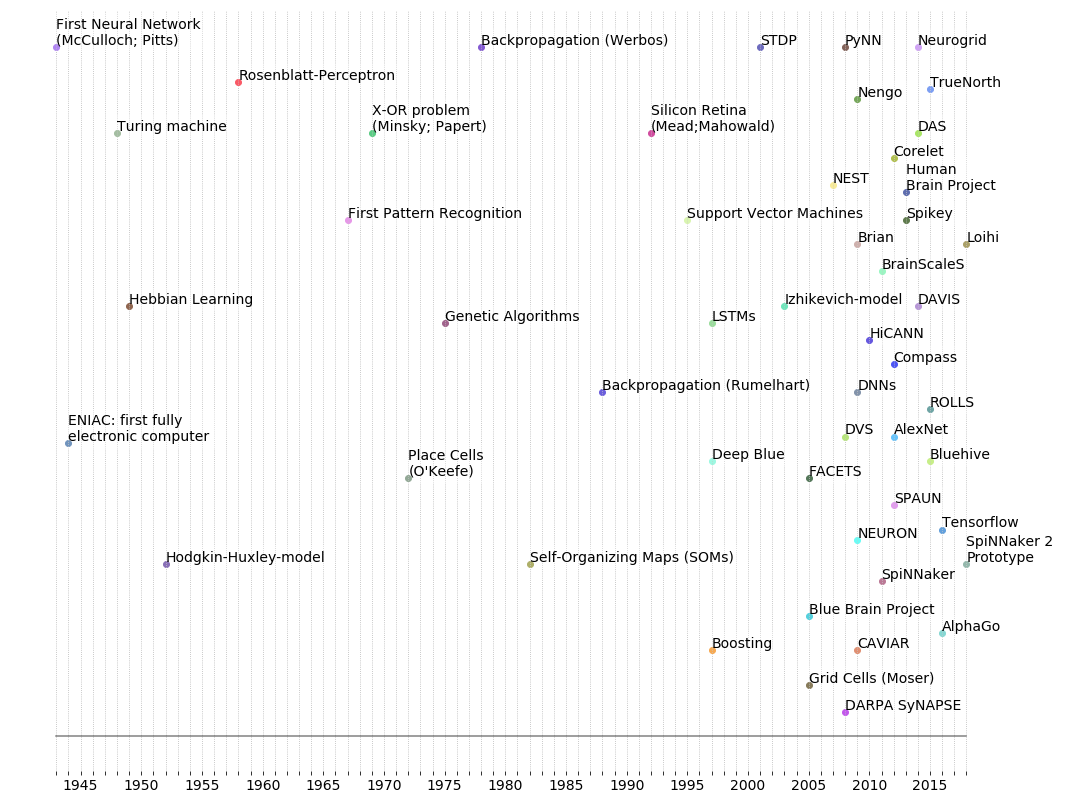 First Neural Network
(McCulloch; Pitts)
Backpropagation (Werbos)
STDP
PyNN
Neurogrid
Rosenblatt-Perceptron
TrueNorth
Nengo
X-OR problem
(Minsky; Papert)
Silicon Retina
(Mead;Mahowald)
Turing machine
DAS
Corelet
Human
Brain Project
NEST
First Pattern Recognition
Support Vector Machines
Spikey
Brian
Loihi
BrainScaleS
Hebbian Learning
Izhikevich-model
DAVIS
Genetic Algorithms
LSTMs
HiCANN
Compass
Backpropagation (Rumelhart)
DNNs
ROLLS
ENIAC: first fully
electronic computer
DVS
AlexNet
Place Cells
(O'Keefe)
Deep Blue
Bluehive
FACETS
SPAUN
Tensorflow
NEURON
SpiNNaker 2
Prototype
Hodgkin-Huxley-model
Self-Organizing Maps (SOMs)
SpiNNaker
Blue Brain Project
AlphaGo
Boosting
CAVIAR
Grid Cells (Moser)
DARPA SyNAPSE
1945 1950 1955 1960 1965 1970 1975 1980 1985 1990 1995 2000 2005 2010 2015